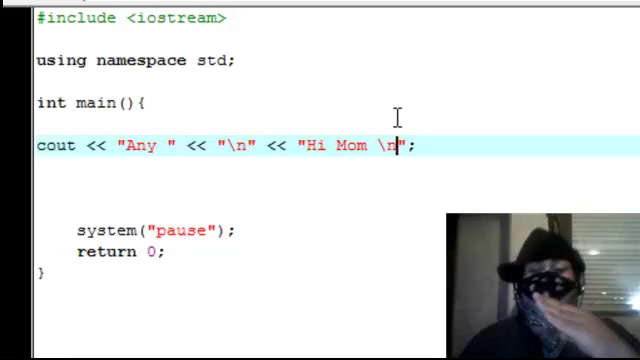 #include <iostream>
using namespace std;
int main(){
cout << "Any " << "\n" << "Hi Mom \n";
system("pause");
return 0;
}